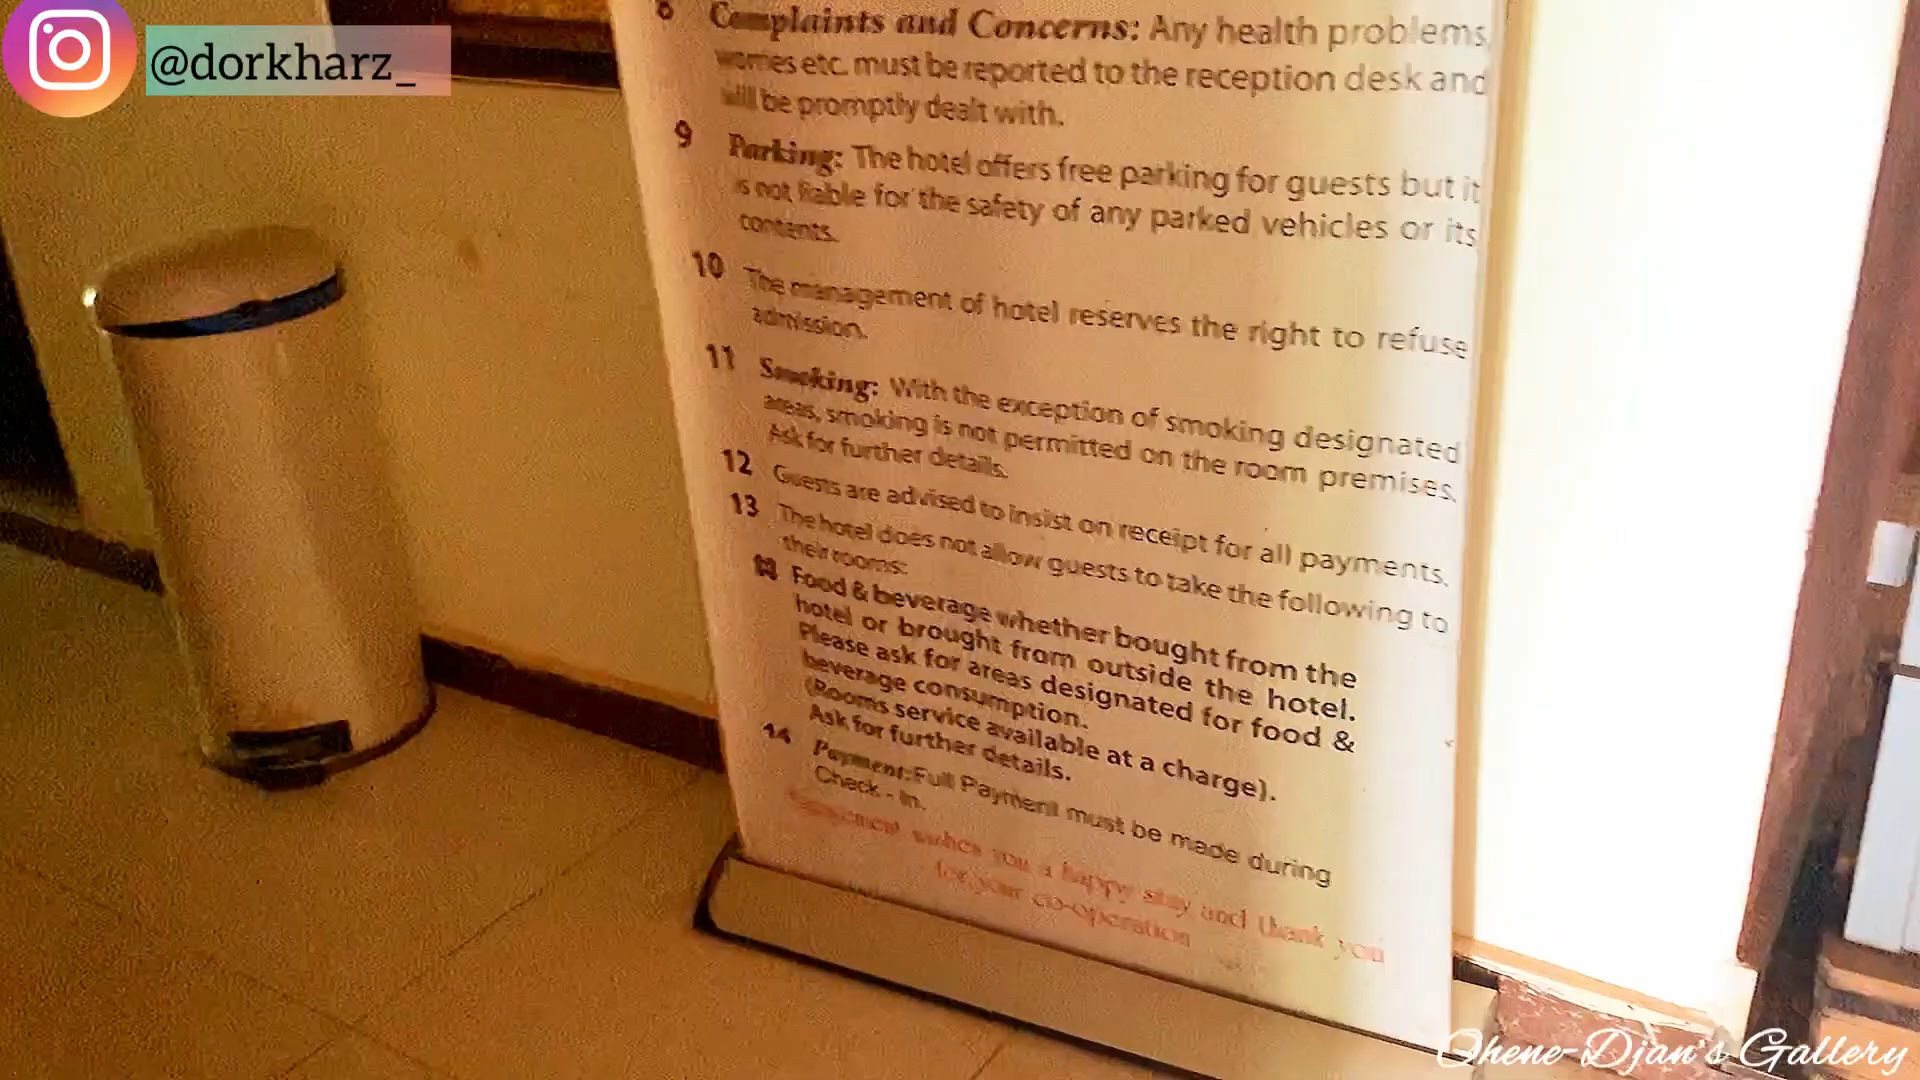 @dorkharz_
8 Complaints and Concerns: Any health problems,
worries etc. must be reported to the reception desk and
will be promptly dealt with.
9 Parking: The hotel offers free parking for guests but it
is not liable for the safety of any parked vehicles or its
contents.
10 The management of hotel reserves the right to refuse
admission.
11 Smoking: With the exception of smoking designated
areas, smoking is not permitted on the room premises.
Ask for further details.
12 Guests are advised to insist on receipt for all payments.
13 The hotel does not allow guests to take the following to
their rooms:
Food & beverage whether bought from the
hotel or brought from outside the hotel.
Please ask for areas designated for food &
beverage consumption.
(Rooms service available at a charge).
Ask for further details.
14 Payment: Full Payment must be made during
Check - In.
wishes you a happy stay and thank you
for your co-operation
Ohene-Djan's Gallery